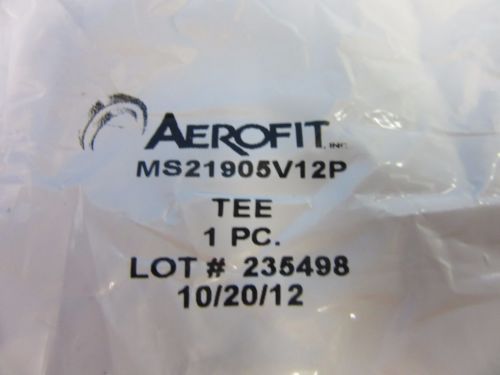 AEROFIT INC.
MS21905V12P
TEE
1 PC.
LOT # 235498
10/20/12